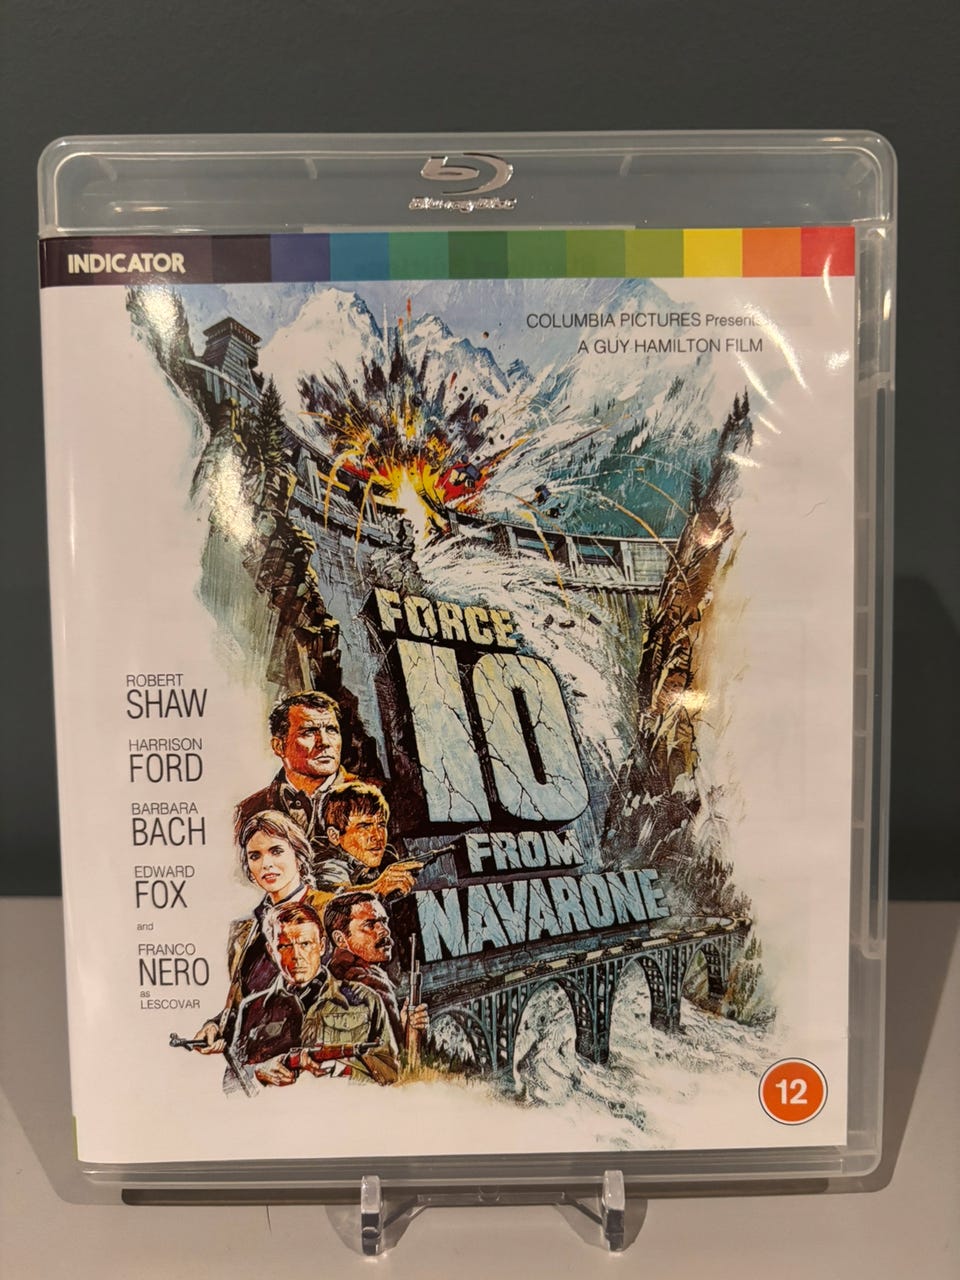 Blu-ray Disc
INDICATOR
COLUMBIA PICTURES Presents
A GUY HAMILTON FILM
FORCE
10
FROM
NAVARONE
ROBERT
SHAW
HARRISON
FORD
BARBARA
BACH
EDWARD
FOX
and
FRANCO
NERO
as
LESCOVAR
12